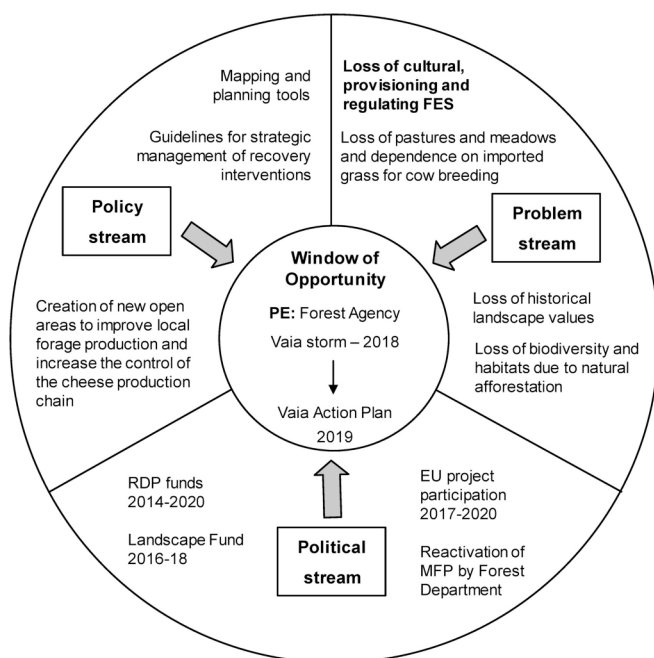 Mapping and
planning tools
Guidelines for strategic
management of recovery
interventions
Policy
stream
Creation of new open
areas to improve local
forage production and
increase the control of
the cheese production
chain
Loss of cultural,
provisioning and
regulating FES
Loss of pastures and meadows
and dependence on imported
grass for cow breeding
Problem
stream
Loss of historical
landscape values
Loss of biodiversity and
habitats due to natural
afforestation
Window of
Opportunity
PE: Forest Agency
Vaia storm – 2018
Vaia Action Plan
2019
RDP funds
2014-2020
Landscape Fund
2016-18
Political
stream
EU project
participation
2017-2020
Reactivation of
MFP by Forest
Department